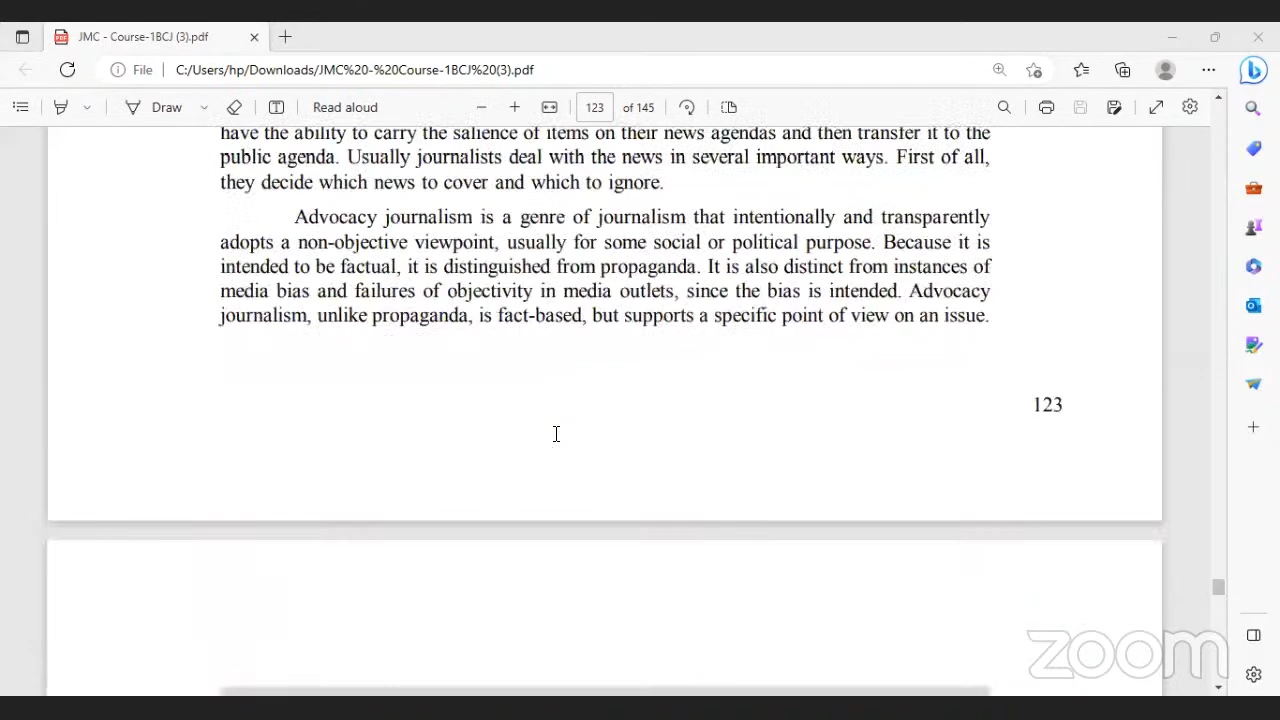 JMC - Course-1BCJ (3).pdf
File
C:/Users/hp/Downloads/JMC%20-%20Course-1BCJ%20(3).pdf
Draw
Read aloud
123
of 145
have the ability to carry the salience of items on their news agendas and then transfer it to the
public agenda. Usually journalists deal with the news in several important ways. First of all,
they decide which news to cover and which to ignore.
Advocacy journalism is a genre of journalism that intentionally and transparently
adopts a non-objective viewpoint, usually for some social or political purpose. Because it is
intended to be factual, it is distinguished from propaganda. It is also distinct from instances of
media bias and failures of objectivity in media outlets, since the bias is intended. Advocacy
journalism, unlike propaganda, is fact-based, but supports a specific point of view on an issue.
123
zoom